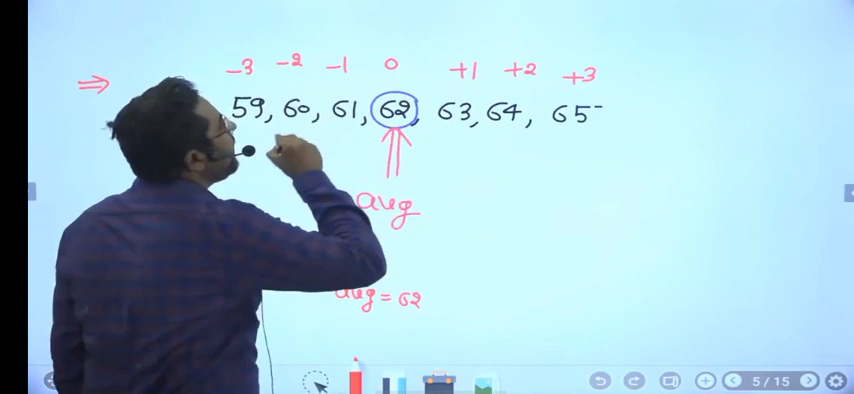 ⇒ -3 -2 -1 0 +1 +2 +3
59, 60, 61, 62, 63, 64, 65
avg
avg = 62
5 / 15